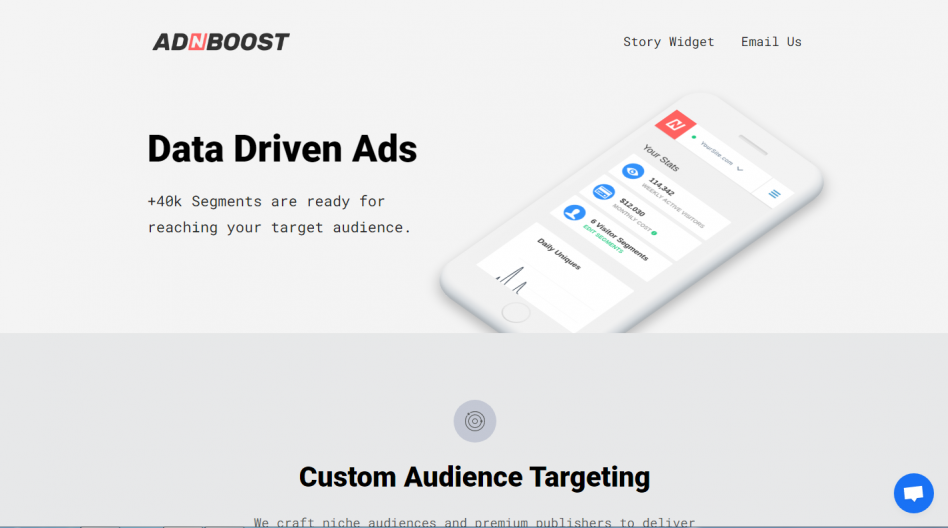 ADNBOOST
Story Widget
Email Us
Data Driven Ads
+40k Segments are ready for
reaching your target audience.
YourSite.com
Your Stats
114,342
WEEKLY ACTIVE VISITORS
$12,030
MONTHLY COST
6 Visitor Segments
EDIT SEGMENTS
Daily Uniques
Custom Audience Targeting
We craft niche audiences and premium publishers to deliver